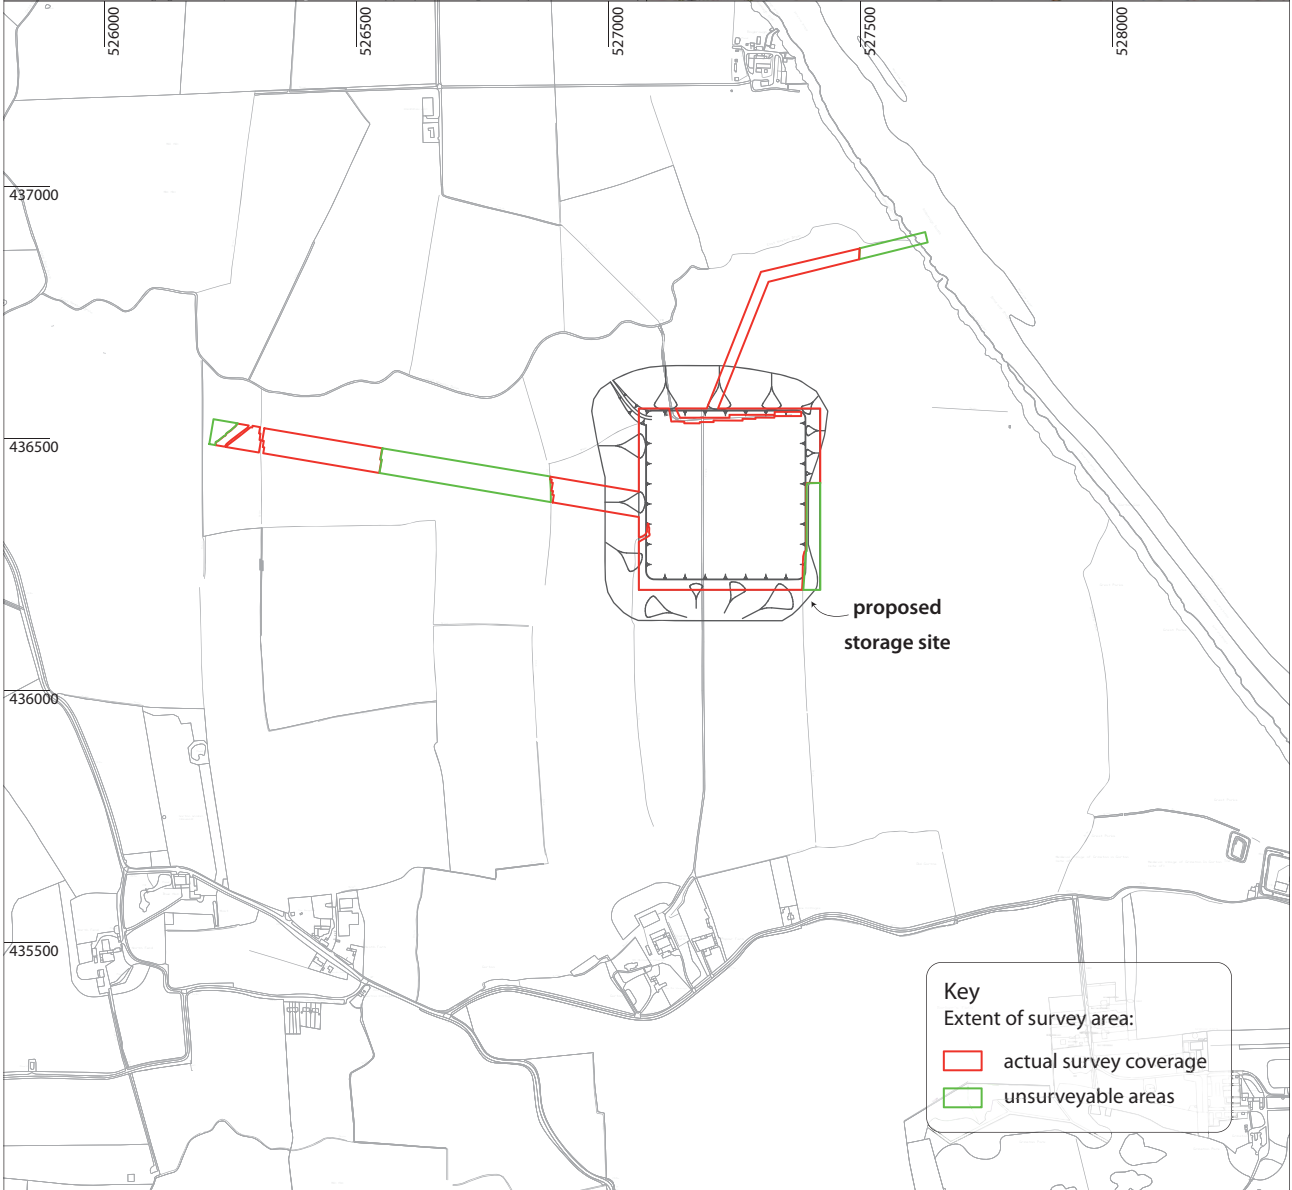 526000
526500
527000
527500
528000
437000
436500
proposed
storage site
436000
435500
Key
Extent of survey area:
actual survey coverage
unsurveyable areas